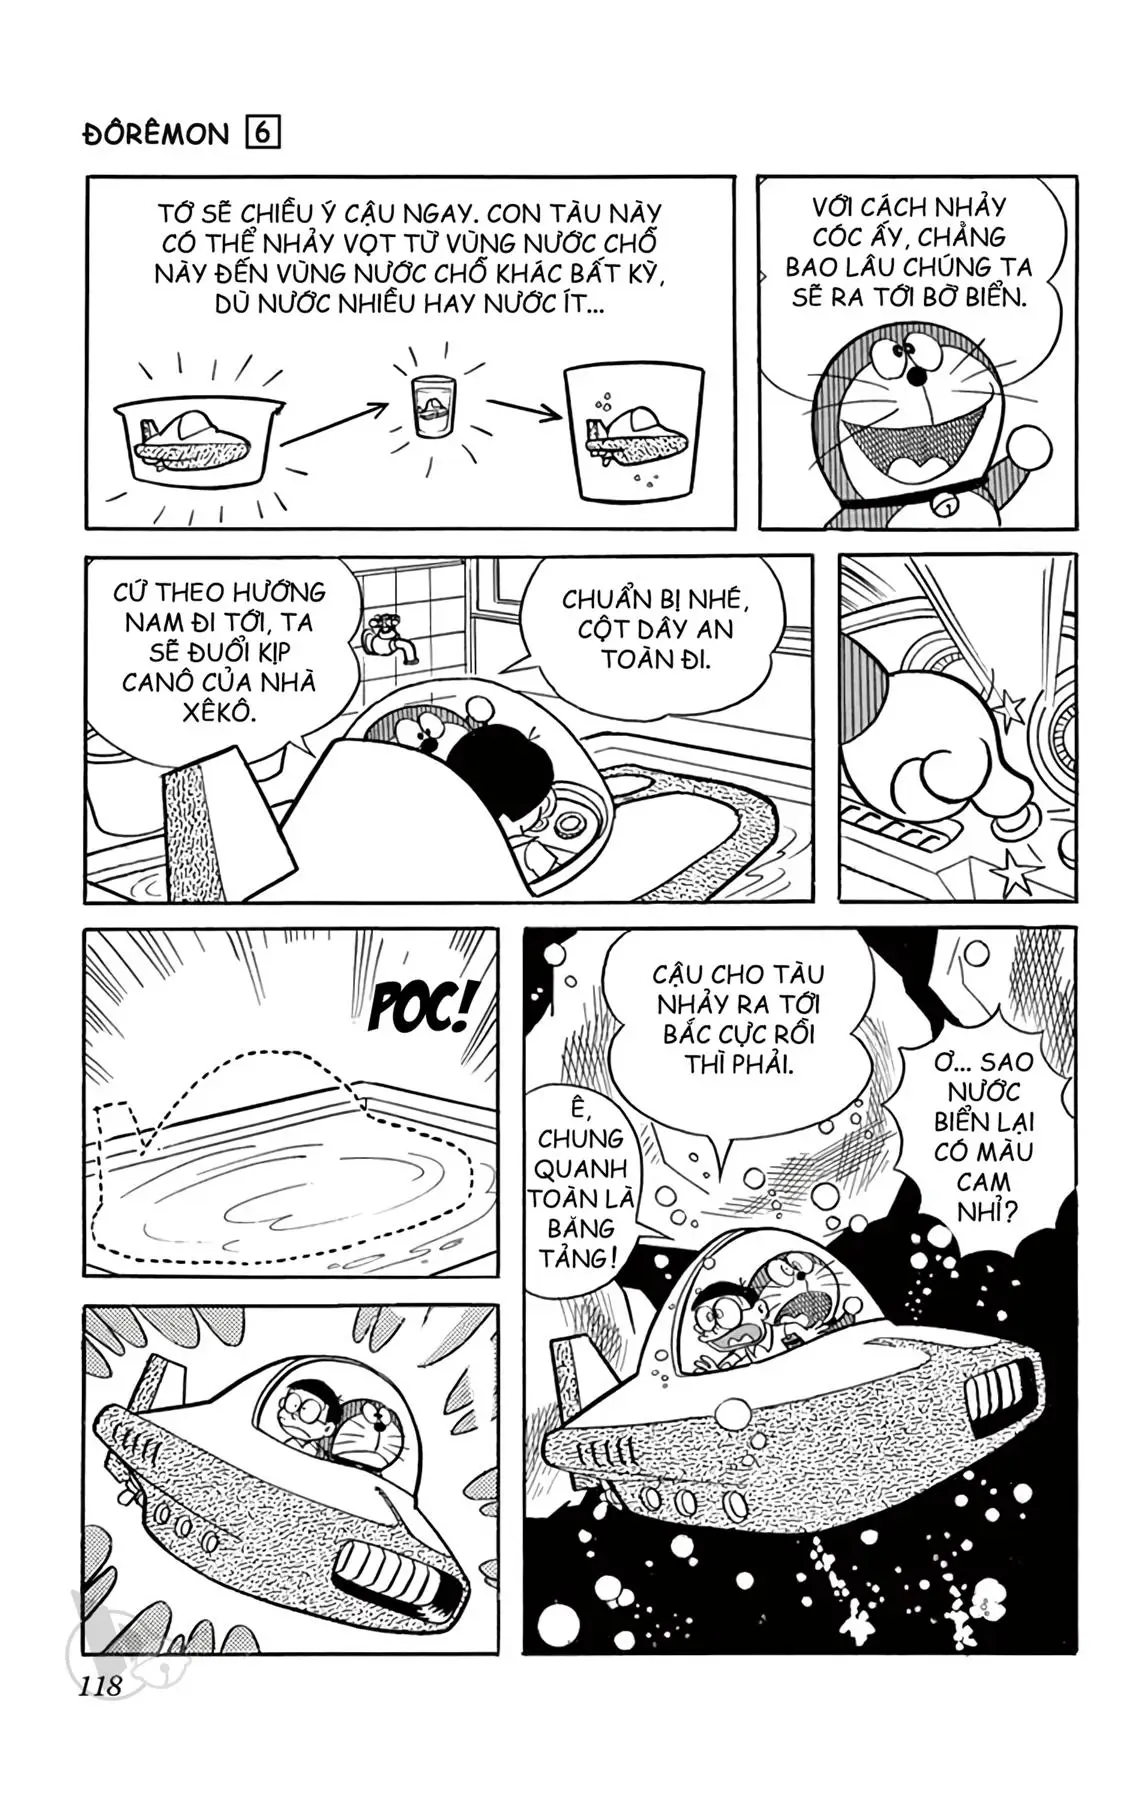 ĐÔRÊMON 6
TỚ SẼ CHIỀU Ý CẬU NGAY. CON TÀU NÀY
CÓ THỂ NHẢY VỌT TỪ VÙNG NƯỚC CHỖ
NÀY ĐẾN VÙNG NƯỚC CHỖ KHÁC BẤT KỲ,
DÙ NƯỚC NHIỀU HAY NƯỚC ÍT...
VỚI CÁCH NHẢY
CÓC ẤY, CHẲNG
BAO LÂU CHÚNG TA
SẼ RA TỚI BỜ BIỂN.
CỨ THEO HƯỚNG
NAM ĐI TỚI, TA
SẼ ĐUỔI KỊP
CANÔ CỦA NHÀ
XÊKÔ.
CHUẨN BỊ NHÉ,
CỘT DÂY AN
TOÀN ĐI.
POC!
Ơ... SAO
NƯỚC
BIỂN LẠI
CÓ MÀU
CAM
NHỈ?
CẬU CHO TÀU
NHẢY RA TỚI
BẮC CỰC RỒI
THÌ PHẢI.
Ê,
CHUNG
QUANH
TOÀN LÀ
BĂNG
TẢNG!
118